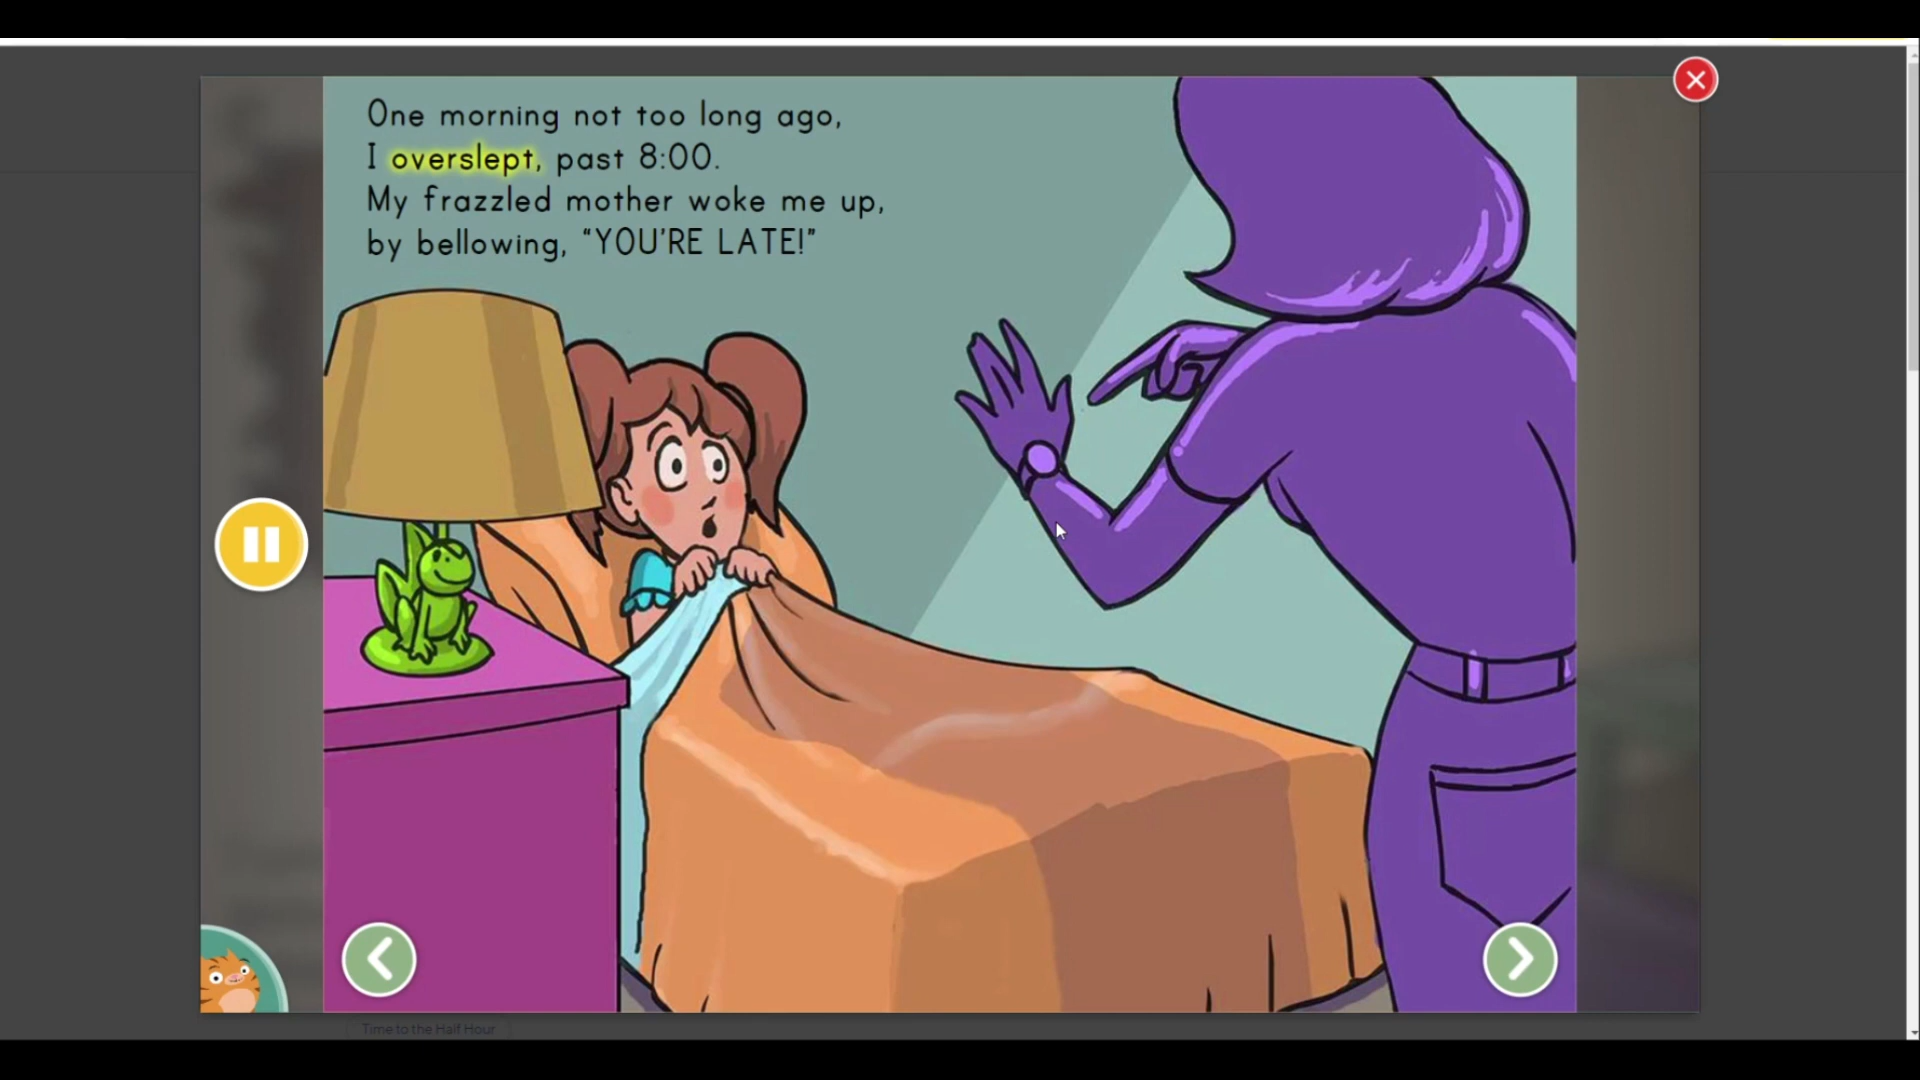 One morning not too long ago,
I overslept, past 8:00.
My frazzled mother woke me up,
by bellowing, “YOU'RE LATE!”
Time to the Half Hour